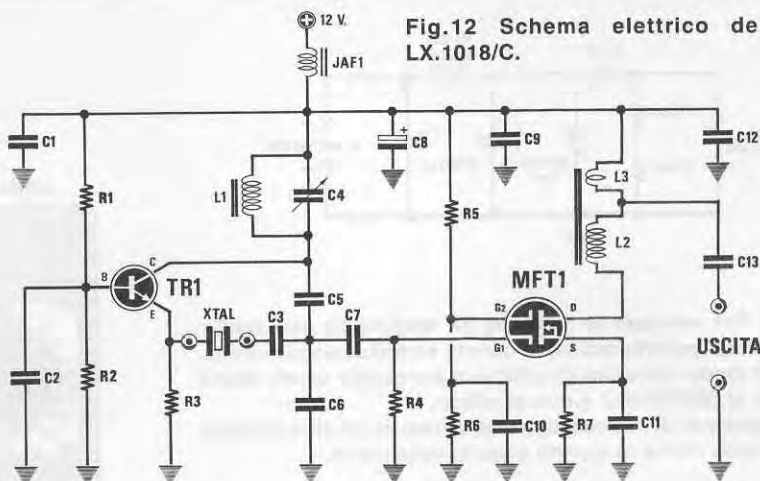 12 V.
Fig.12 Schema elettrico de
LX.1018/C.
JAF1
C1
R1
L1
C4
C8
+
C9
C12
R5
L3
L2
C13
B
C
E
TR1
C5
MFT1
G2
D
G1
S
XTAL
C3
C7
USCITA
C2
R2
R3
C6
R4
R6
C10
R7
C11